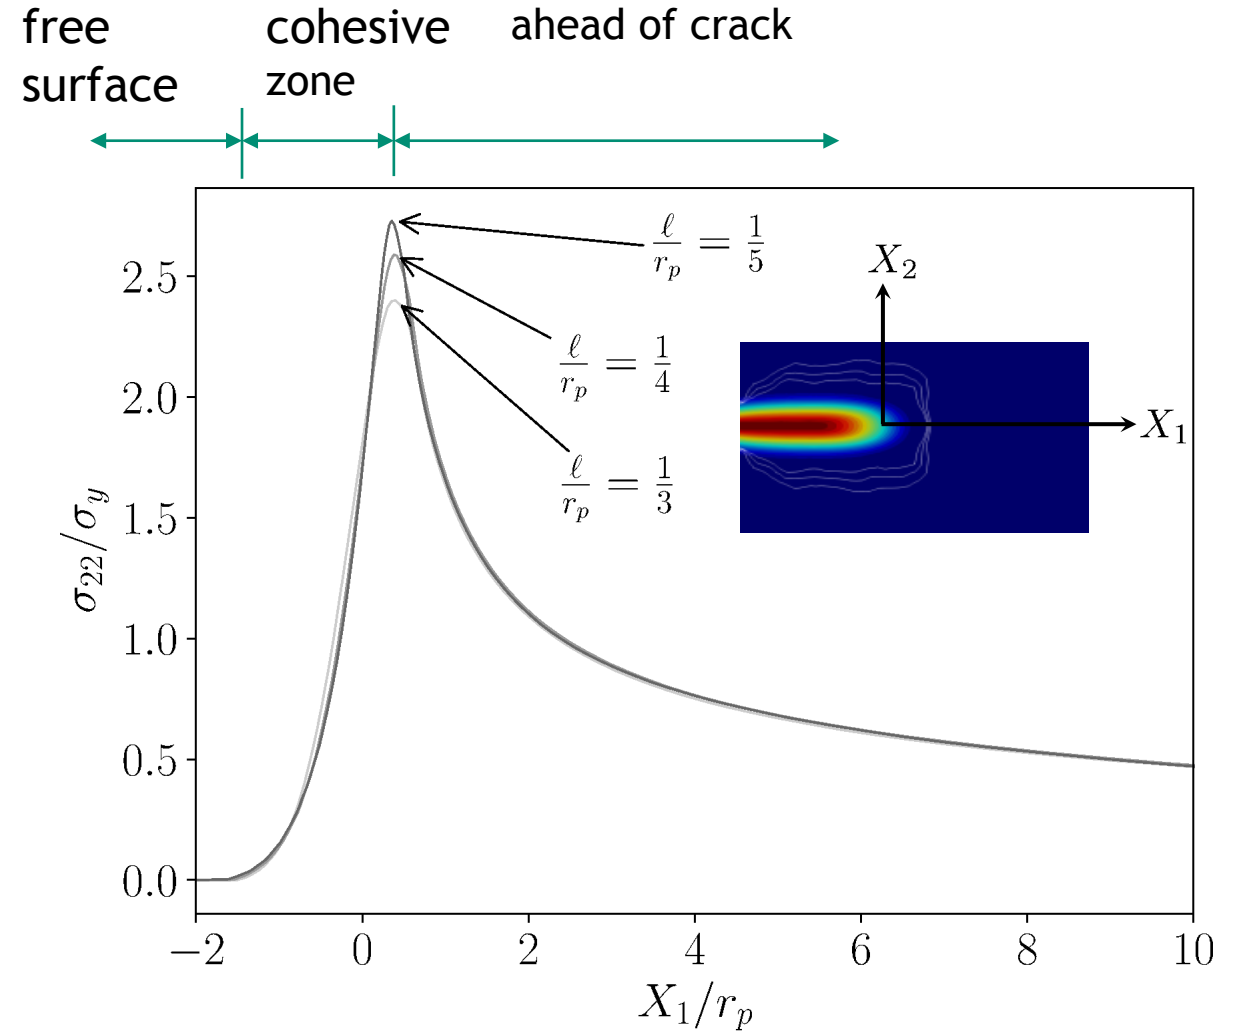 free surface
cohesive zone
ahead of crack
ℓ/r_p = 1/5
ℓ/r_p = 1/4
ℓ/r_p = 1/3
X_2
X_1
σ_22/σ_y
2.5
2.0
1.5
1.0
0.5
0.0
−2 0 2 4 6 8 10
X_1/r_p